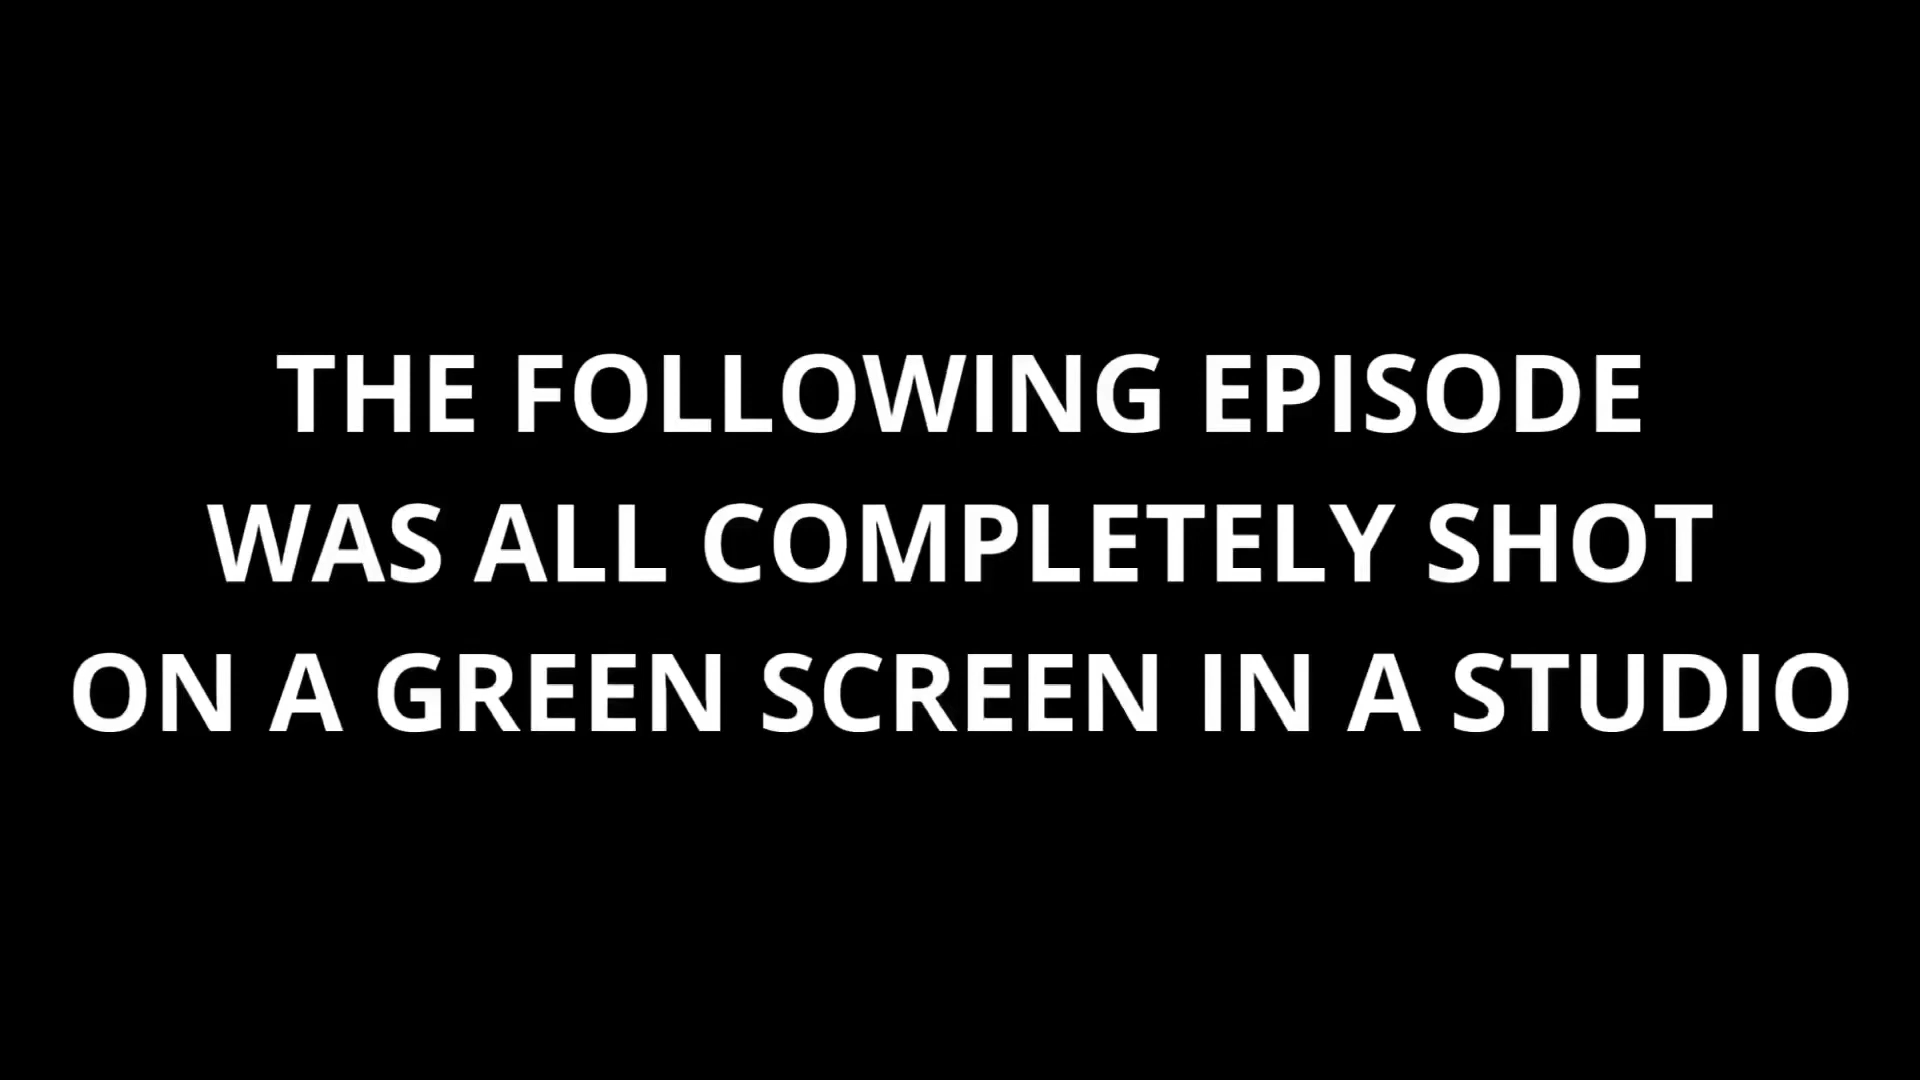 THE FOLLOWING EPISODE
WAS ALL COMPLETELY SHOT
ON A GREEN SCREEN IN A STUDIO